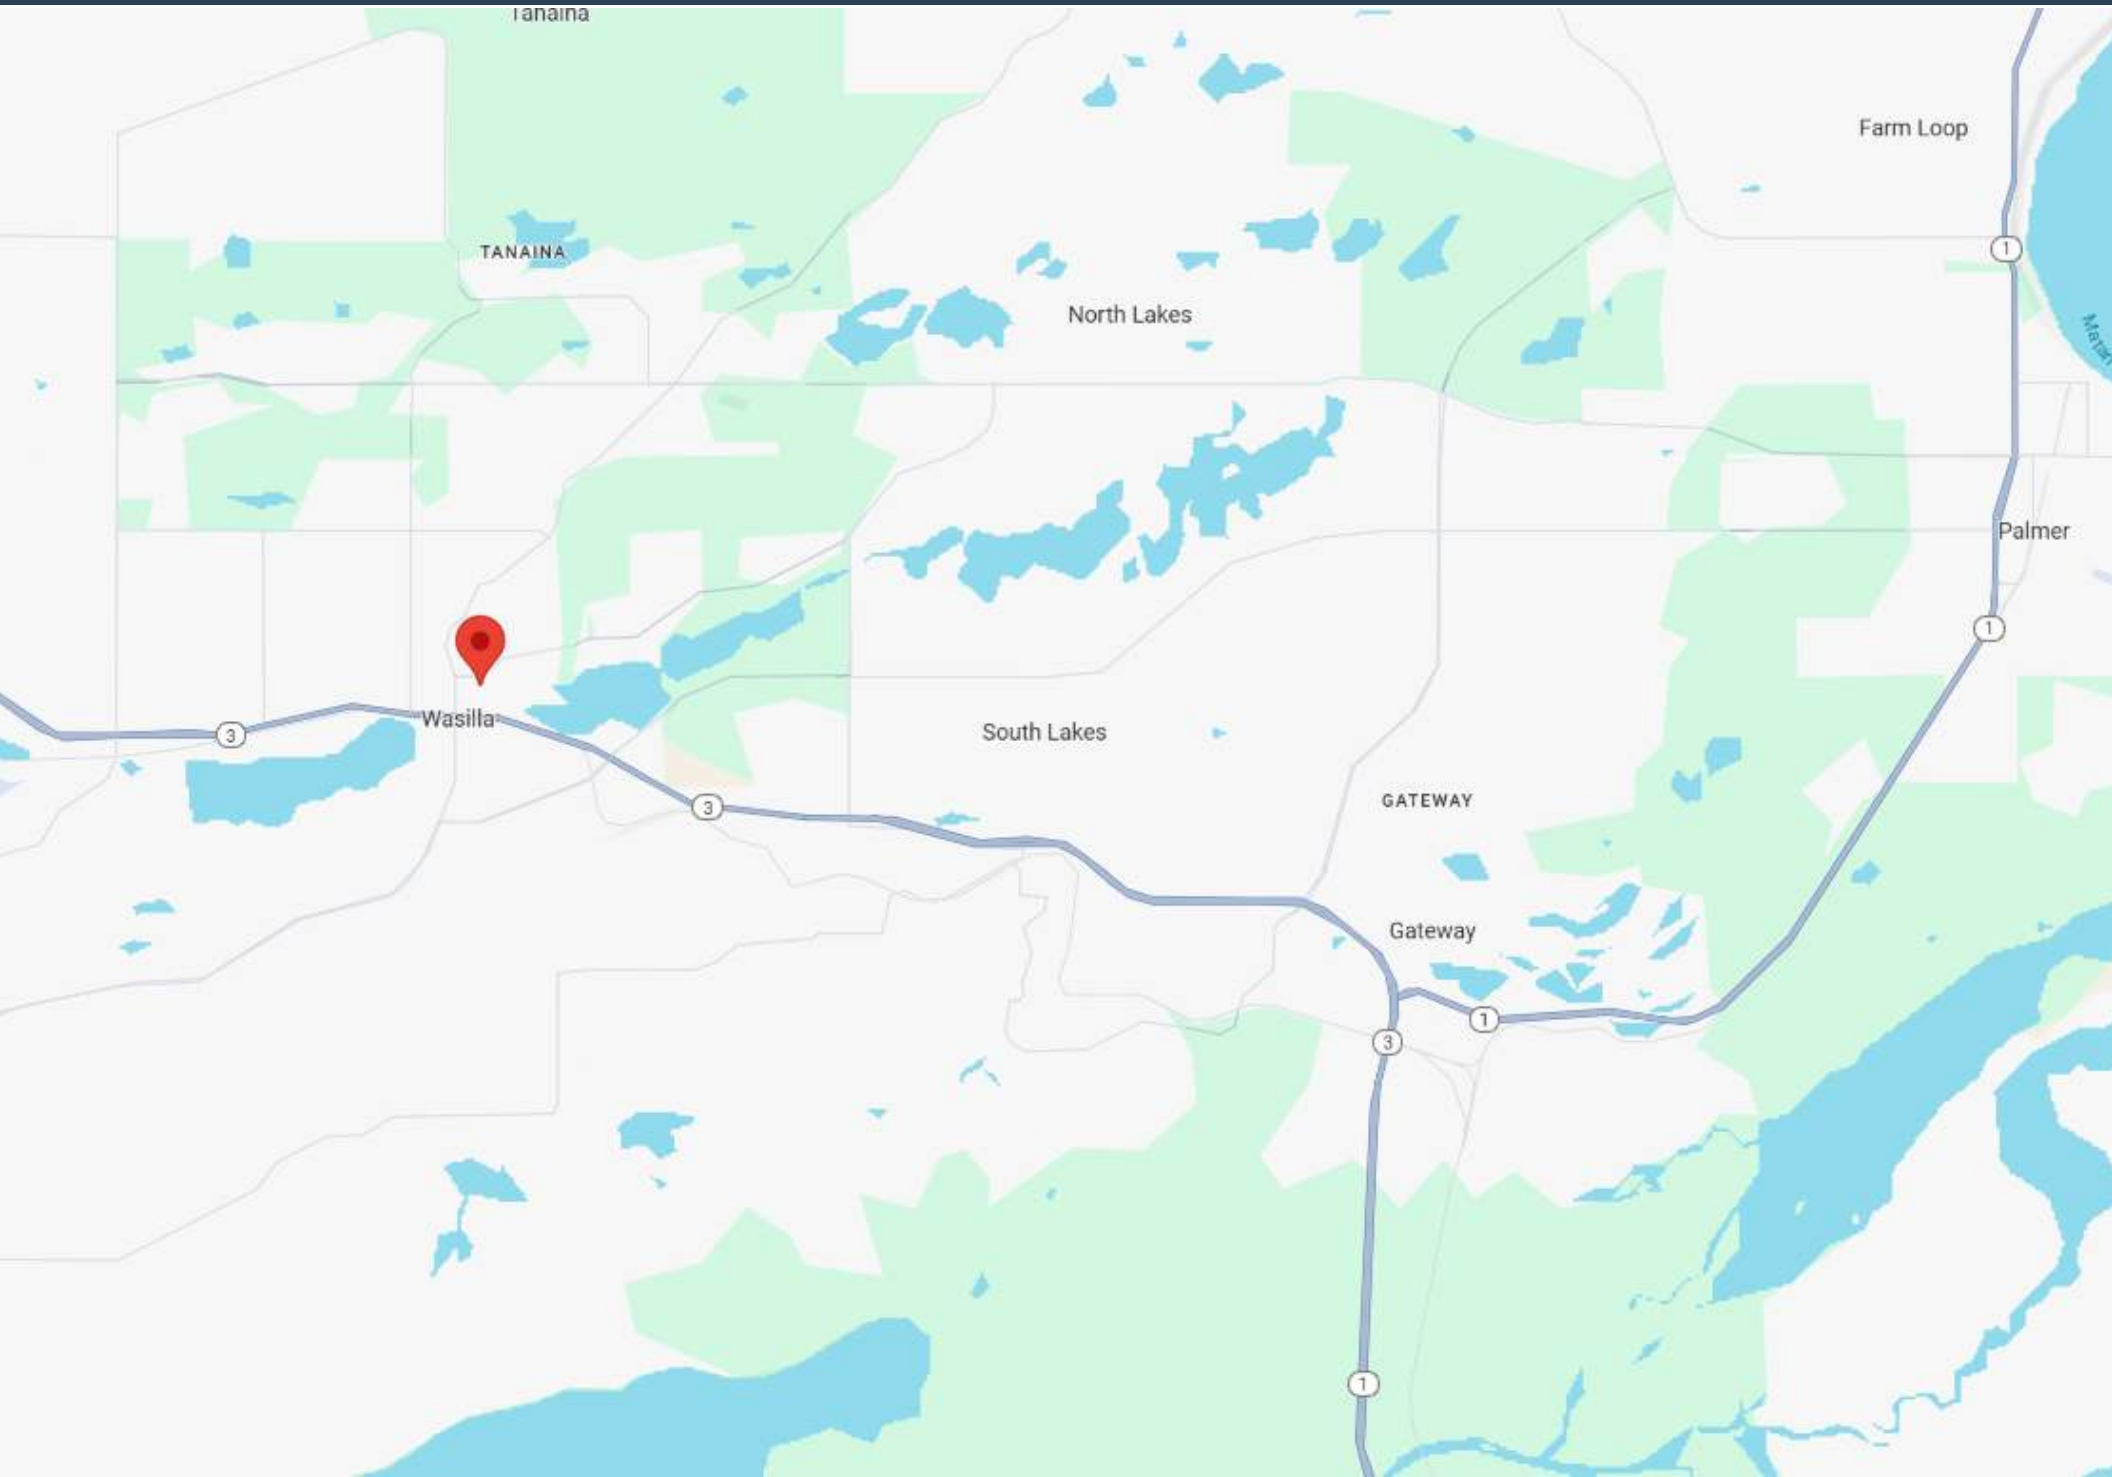 Tanaina
Farm Loop
TANAINA
1
North Lakes
Palmer
1
Wasilla
3
South Lakes
GATEWAY
3
Gateway
1
3
1